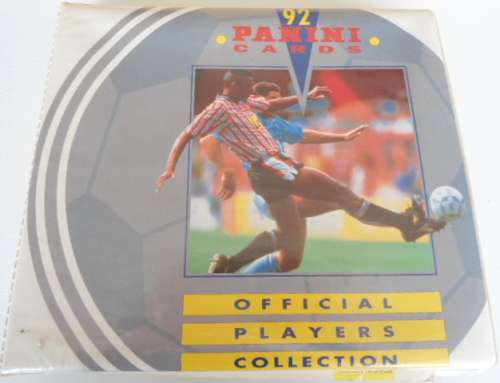 92
PANINI
CARDS
OFFICIAL
PLAYERS
COLLECTION